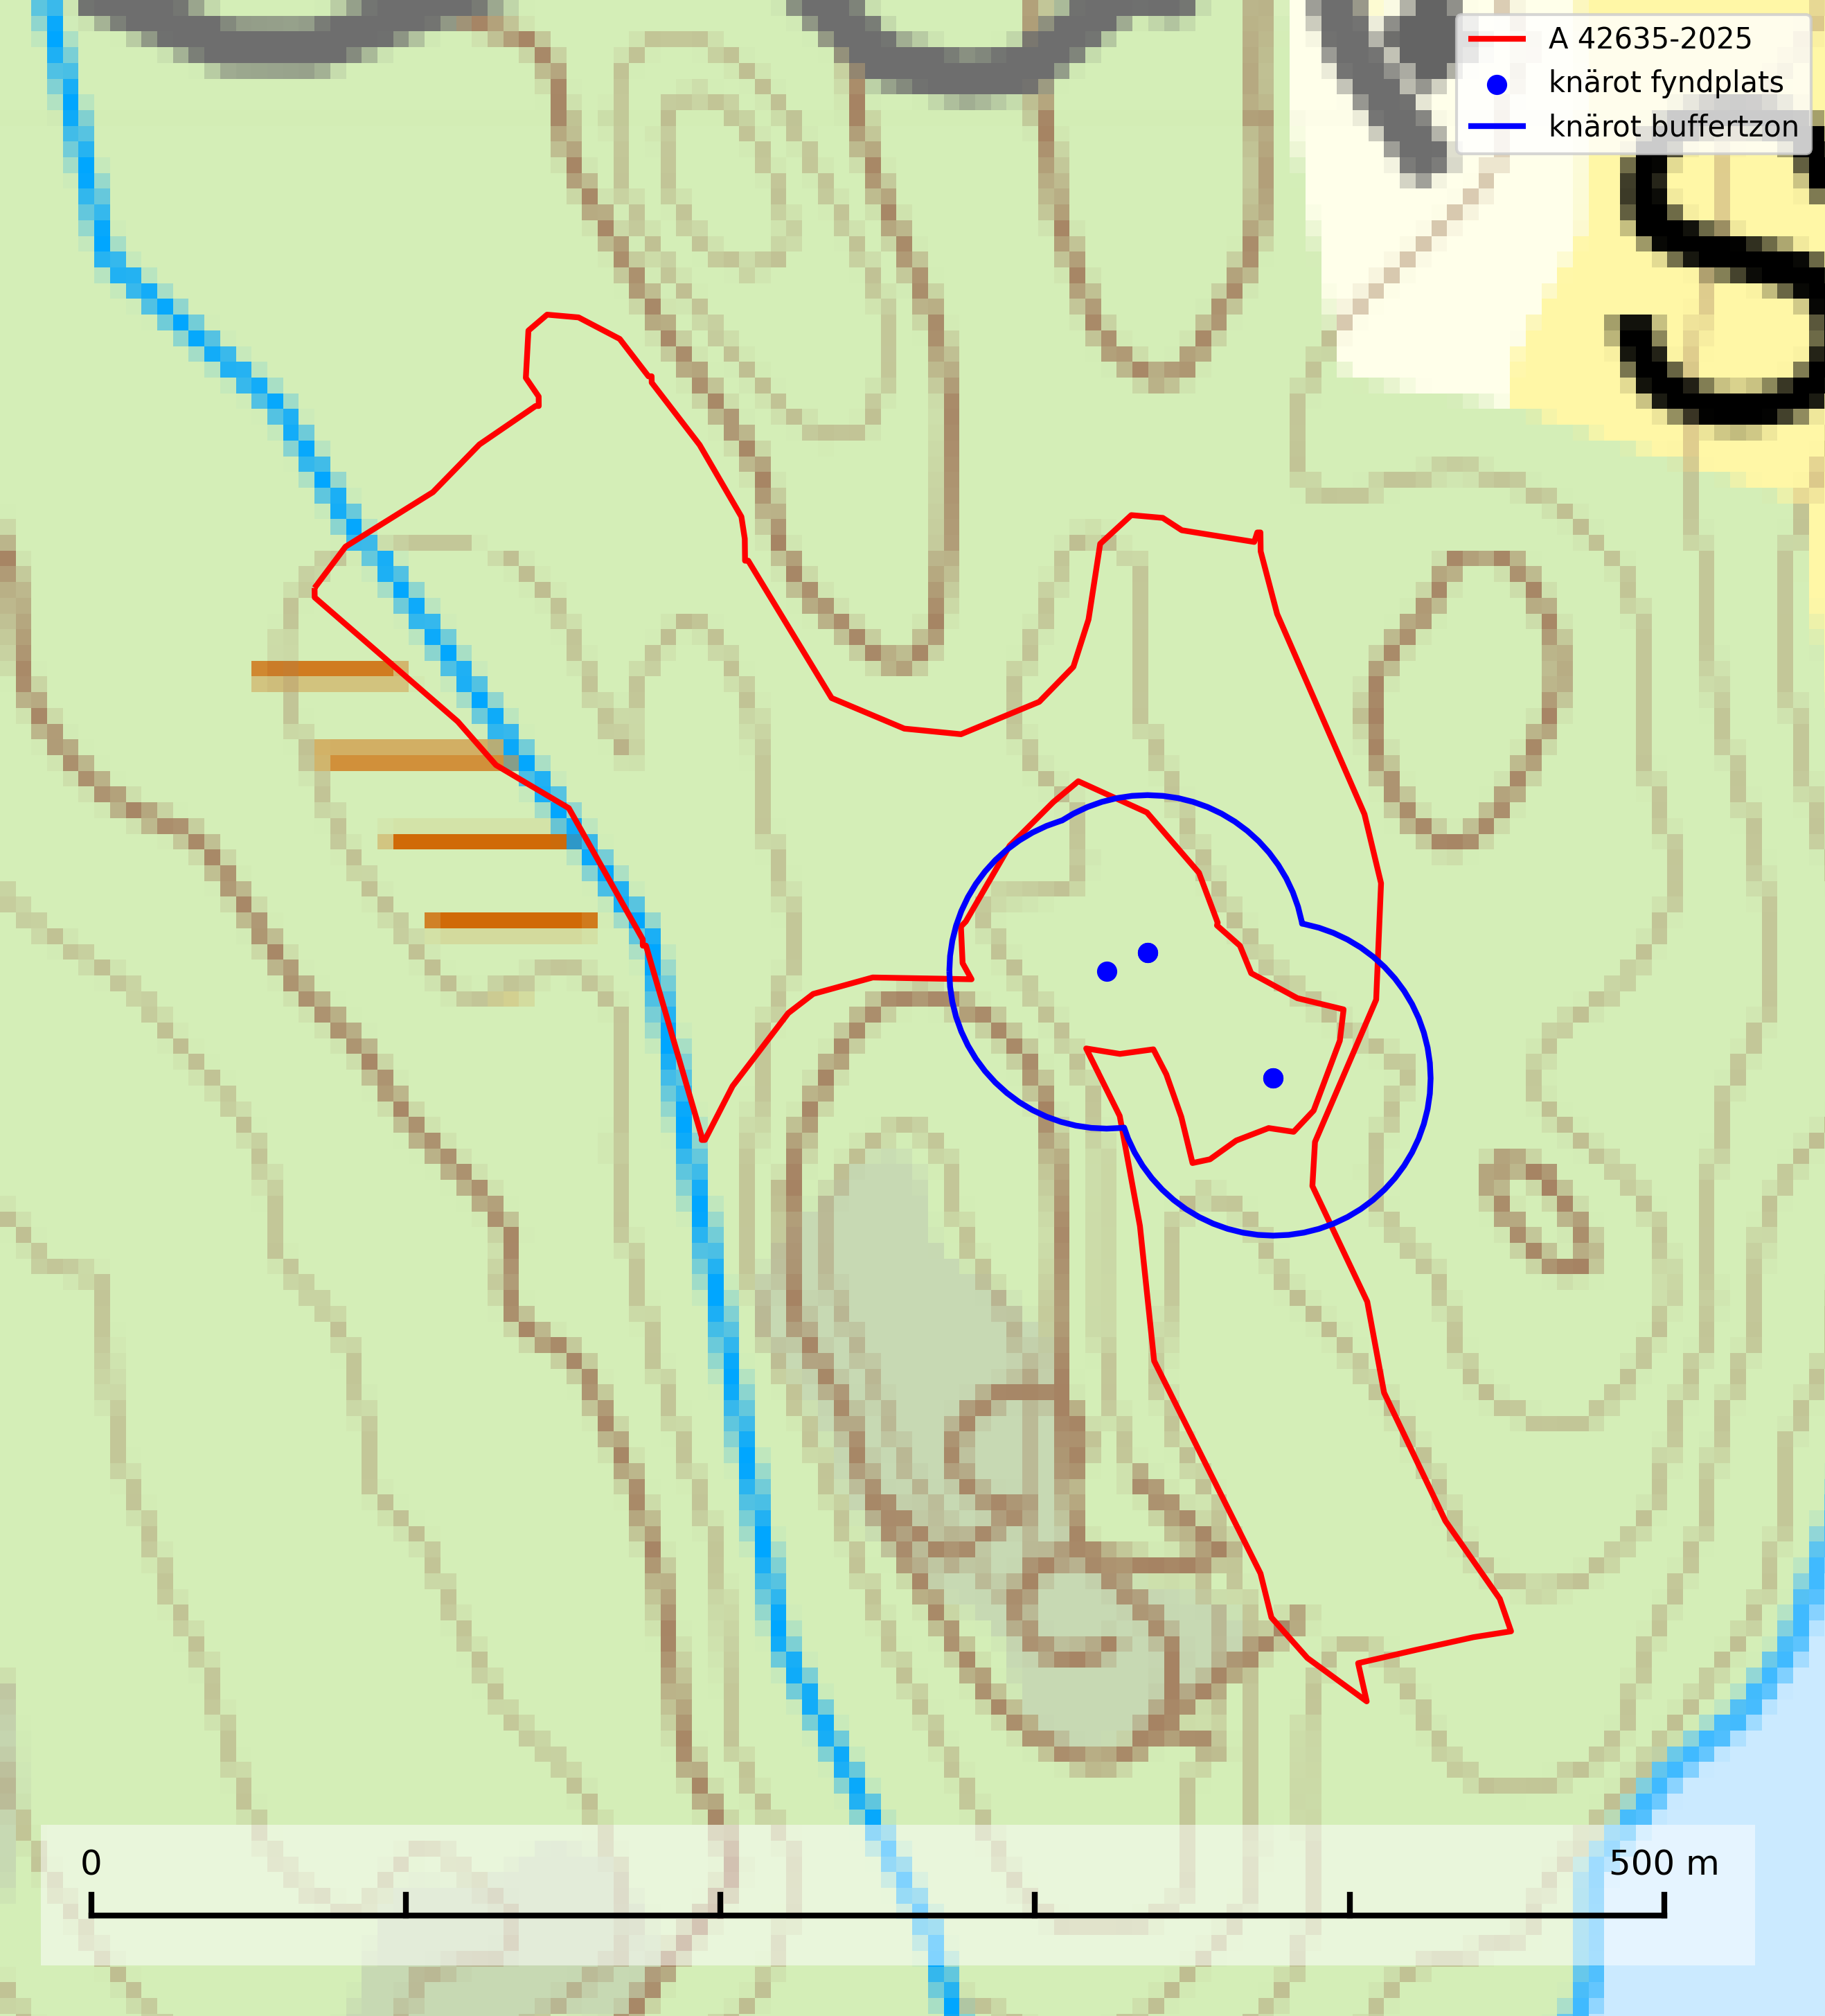 A 42635-2025
knärot fyndplats
knärot buffertzon
0
500 m